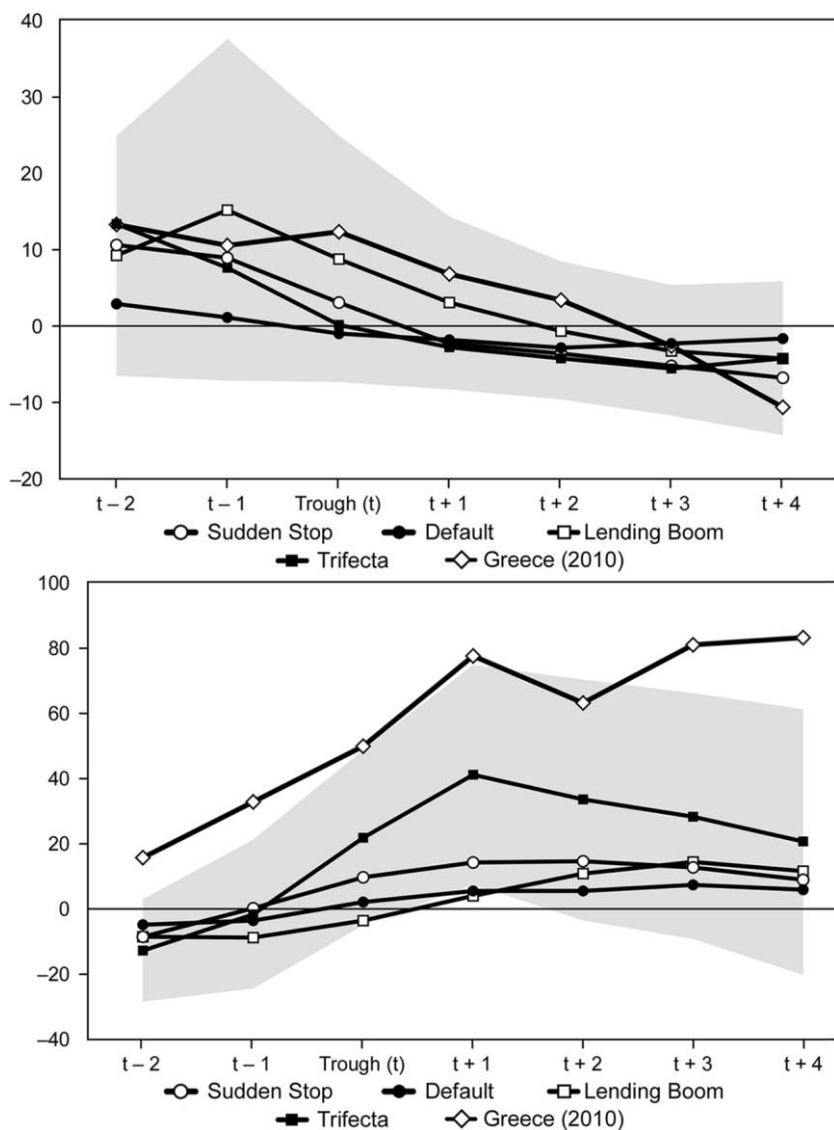 40
30
20
10
0
–10
–20
t – 2 t – 1 Trough (t) t + 1 t + 2 t + 3 t + 4
Sudden Stop Default Lending Boom
Trifecta Greece (2010)
100
80
60
40
20
0
–20
–40
t – 2 t – 1 Trough (t) t + 1 t + 2 t + 3 t + 4
Sudden Stop Default Lending Boom
Trifecta Greece (2010)